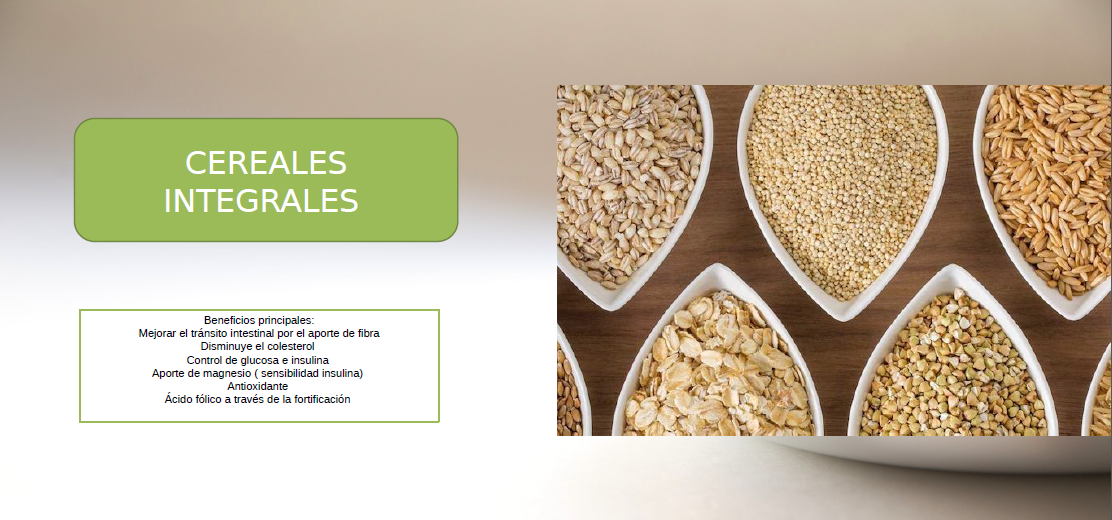 CEREALES
INTEGRALES
Beneficios principales:
Mejorar el tránsito intestinal por el aporte de fibra
Disminuye el colesterol
Control de glucosa e insulina
Aporte de magnesio ( sensibilidad insulina)
Antioxidante
Ácido fólico a través de la fortificación